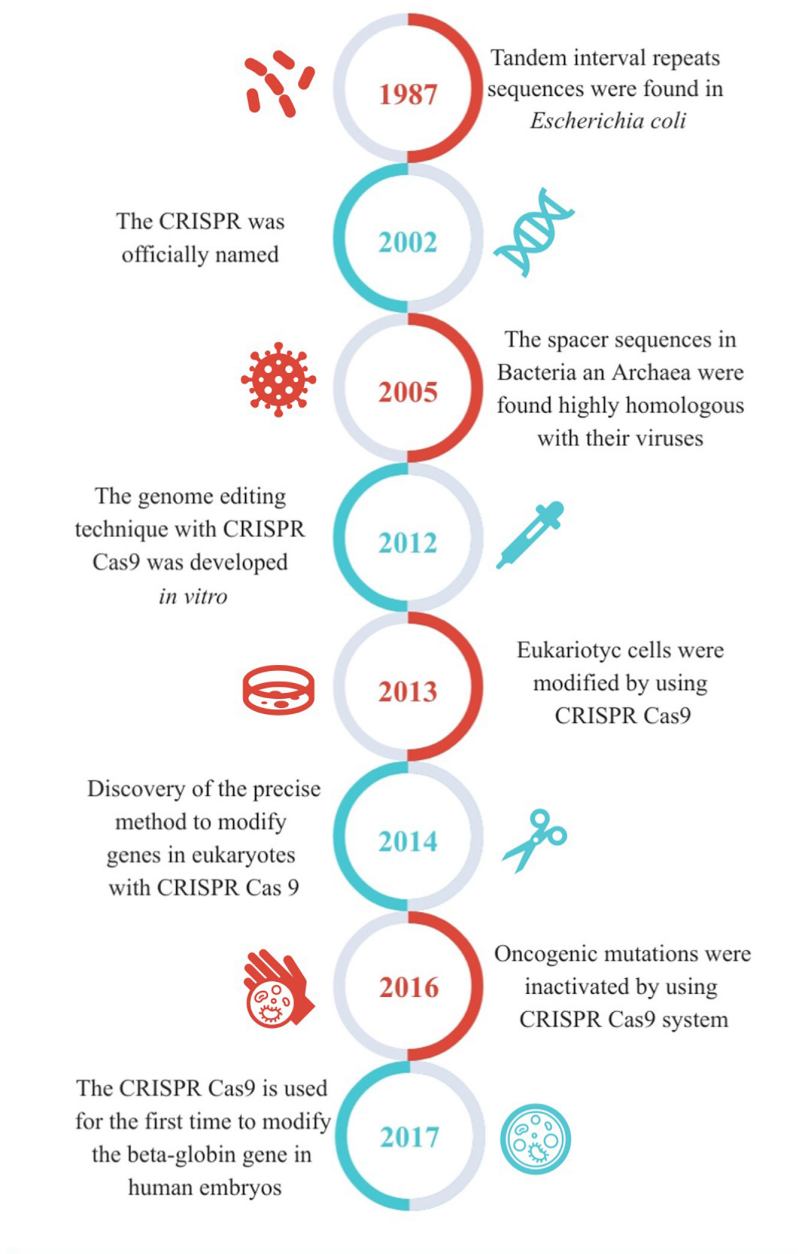 1987
Tandem interval repeats
sequences were found in
Escherichia coli
The CRISPR was
officially named
2002
2005
The spacer sequences in
Bacteria an Archaea were
found highly homologous
with their viruses
The genome editing
technique with CRISPR
Cas9 was developed
in vitro
2012
2013
Eukariotyc cells were
modified by using
CRISPR Cas9
Discovery of the precise
method to modify
genes in eukaryotes
with CRISPR Cas 9
2014
2016
Oncogenic mutations were
inactivated by using
CRISPR Cas9 system
The CRISPR Cas9 is used
for the first time to modify
the beta-globin gene in
human embryos
2017